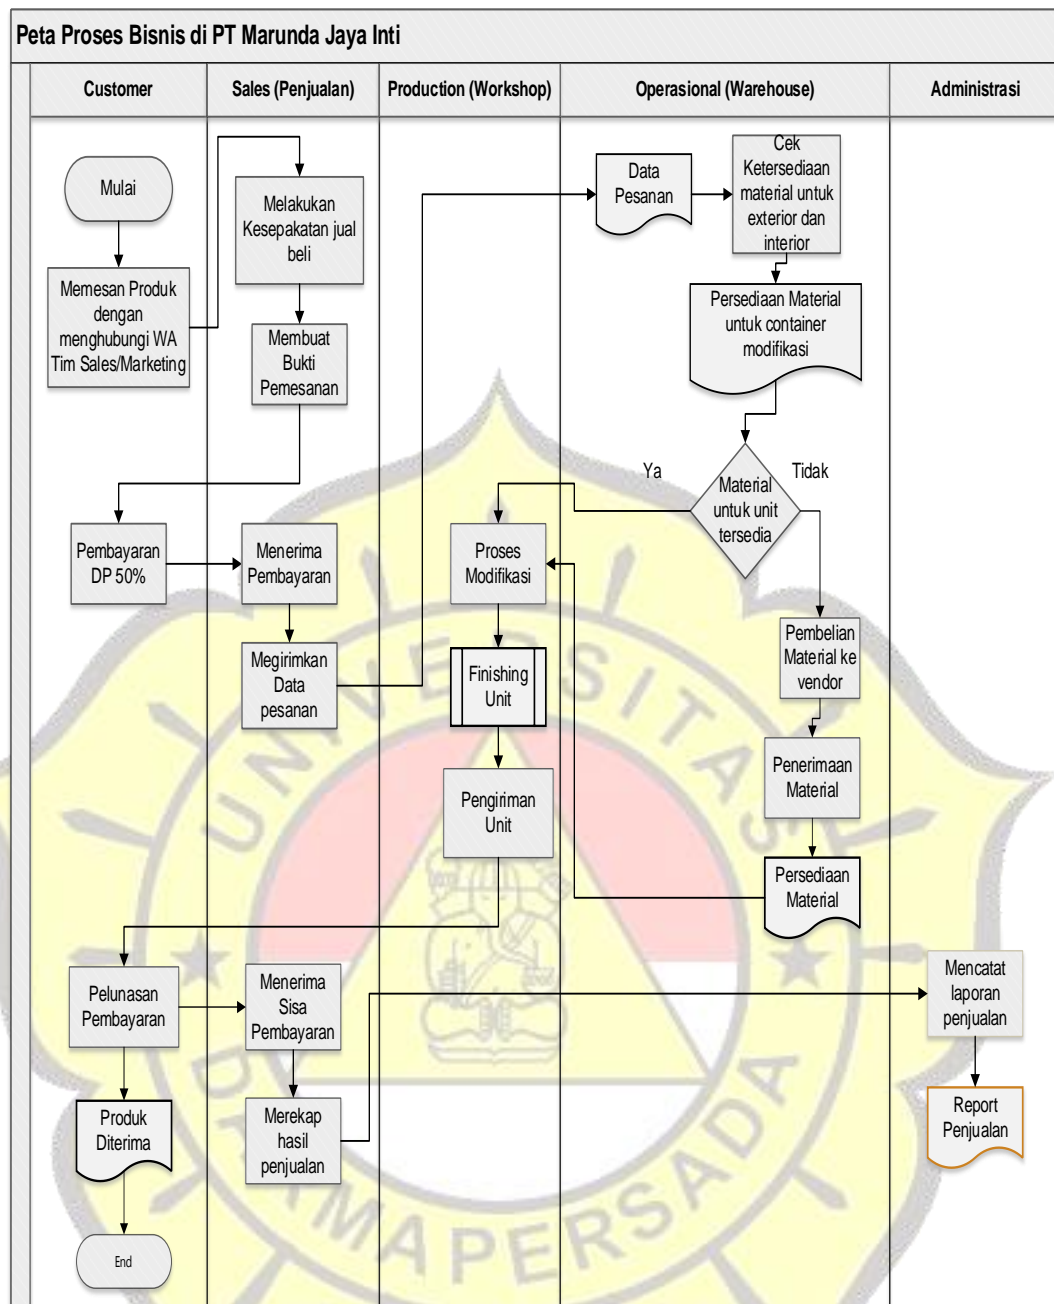 Peta Proses Bisnis di PT Marunda Jaya Inti
Customer
Sales (Penjualan)
Production (Workshop)
Operasional (Warehouse)
Administrasi
Mulai
Memesan Produk
dengan
menghubungi WA
Tim Sales/Marketing
Melakukan
Kesepakatan jual
beli
Membuat
Bukti
Pemesanan
Data
Pesanan
Cek
Ketersediaan
material untuk
exterior dan
interior
Persediaan Material
untuk container
modifikasi
Ya
Tidak
Material
untuk unit
tersedia
Pembayaran
DP 50%
Menerima
Pembayaran
Megirimkan
Data
pesanan
Proses
Modifikasi
Finishing
Unit
Pengiriman
Unit
Pembelian
Material ke
vendor
Penerimaan
Material
Persediaan
Material
Pelunasan
Pembayaran
Menerima
Sisa
Pembayaran
Merekap
hasil
penjualan
Mencatat
laporan
penjualan
Report
Penjualan
Produk
Diterima
End
UNIVERSITAS
DARMA PERSADA